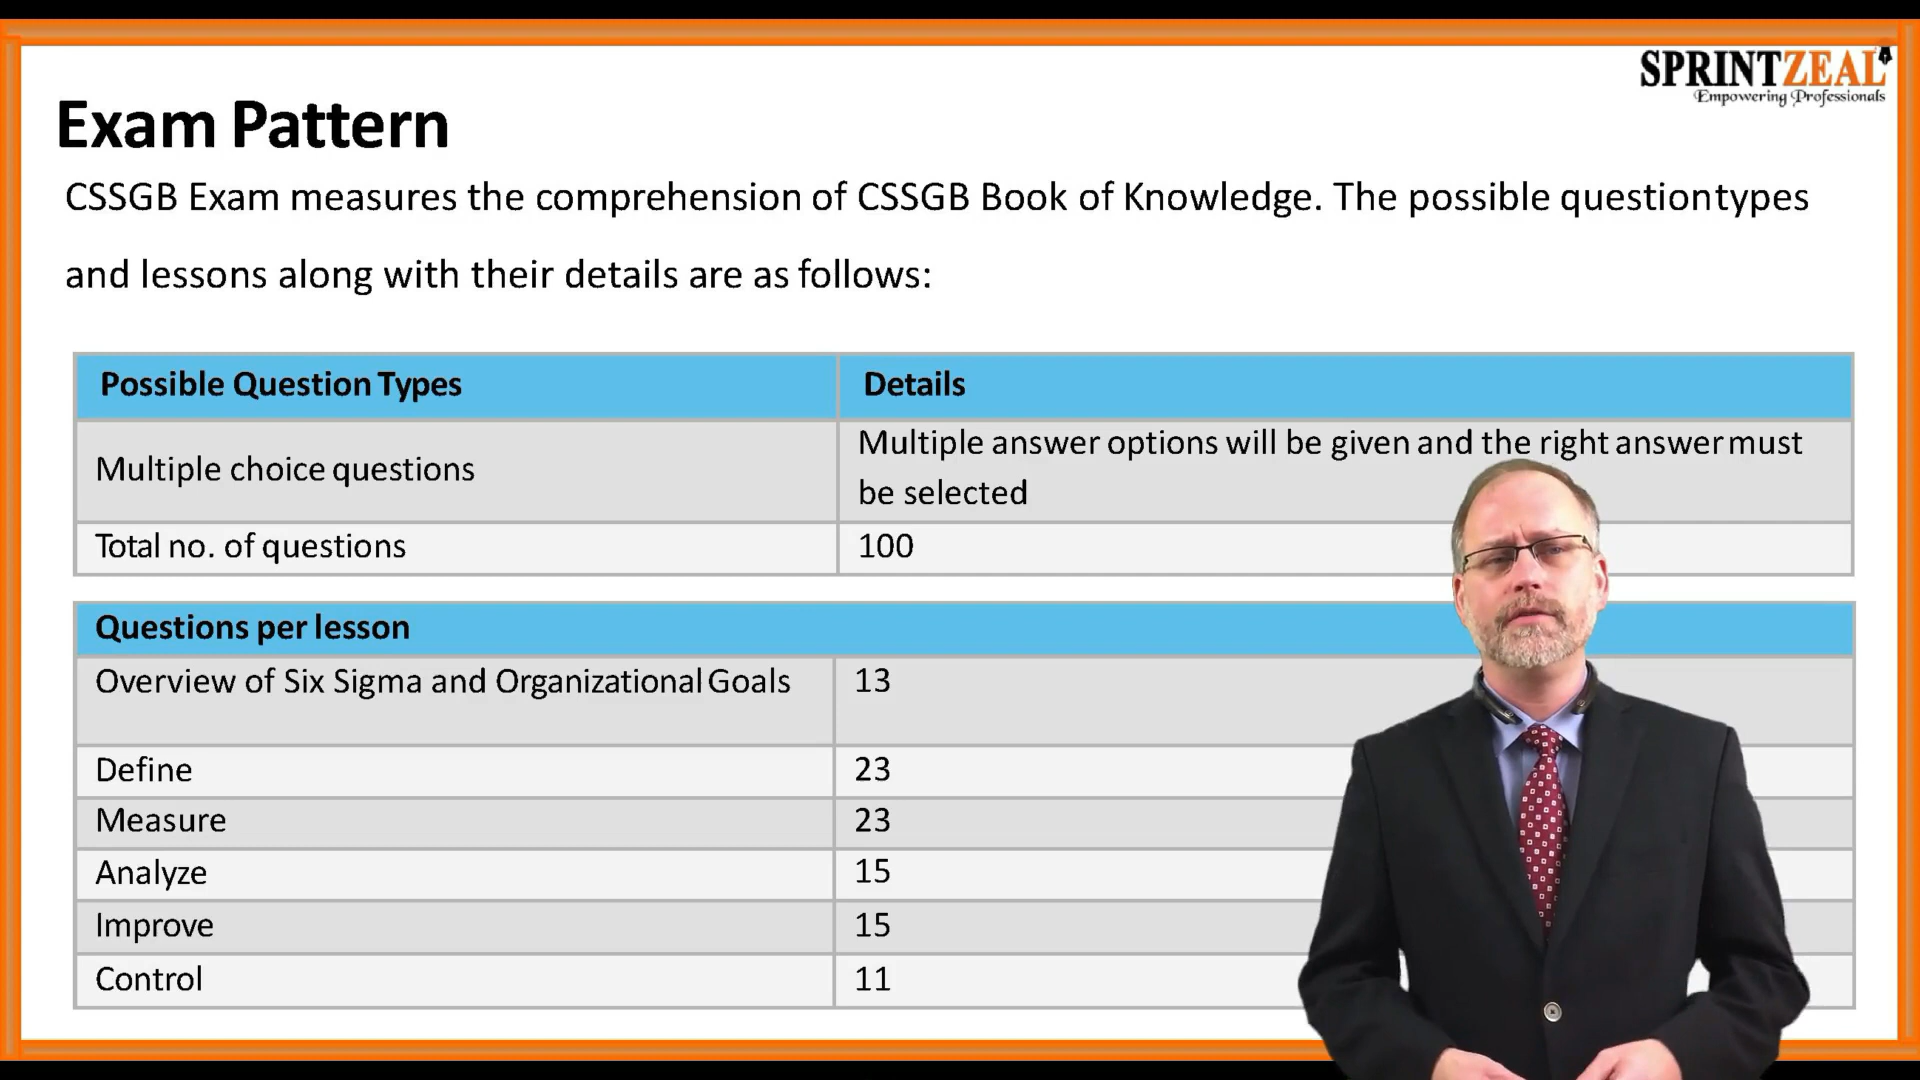 SPRINTZEAL
Empowering Professionals
Exam Pattern
CSSGB Exam measures the comprehension of CSSGB Book of Knowledge. The possible question types
and lessons along with their details are as follows:
Possible Question Types
Details
Multiple choice questions
Multiple answer options will be given and the right answer must
be selected
Total no. of questions
100
Questions per lesson
Overview of Six Sigma and Organizational Goals
13
Define
23
Measure
23
Analyze
15
Improve
15
Control
11